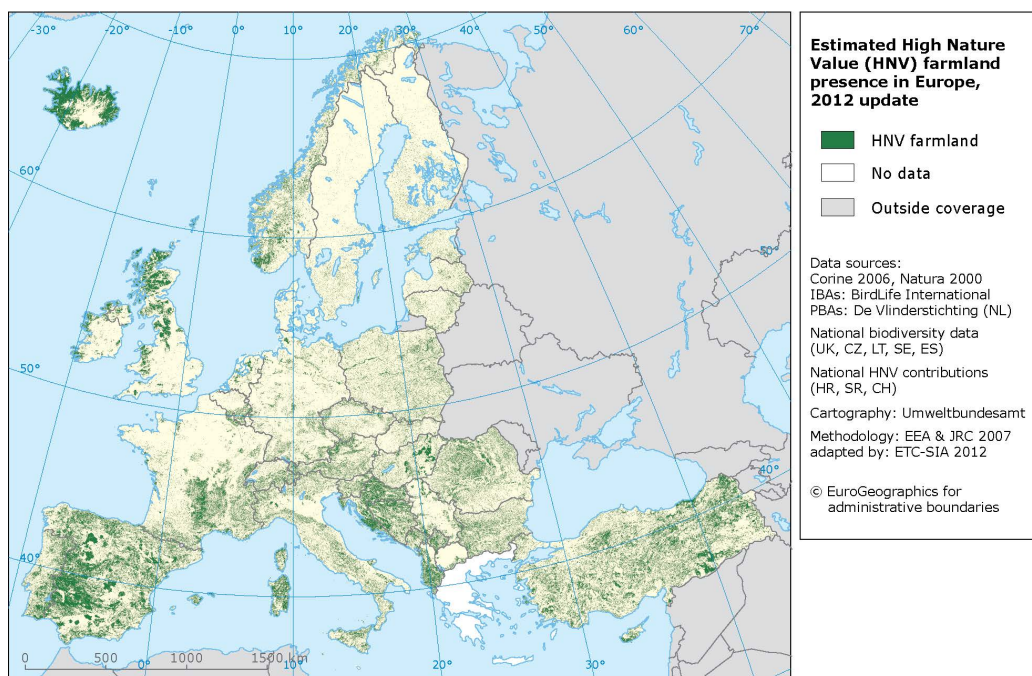 -30°
-20°
-10°
0°
10°
20°
30°
40°
50°
60°
70°
60°
50°
50°
40°
40°
0
500
1000
1500 km
0°
10°
20°
30°
40°
Estimated High Nature
Value (HNV) farmland
presence in Europe,
2012 update
HNV farmland
No data
Outside coverage
Data sources:
Corine 2006, Natura 2000
IBAs: BirdLife International
PBAs: De Vlinderstichting (NL)
National biodiversity data
(UK, CZ, LT, SE, ES)
National HNV contributions
(HR, SR, CH)
Cartography: Umweltbundesamt
Methodology: EEA & JRC 2007
adapted by: ETC-SIA 2012
© EuroGeographics for
administrative boundaries